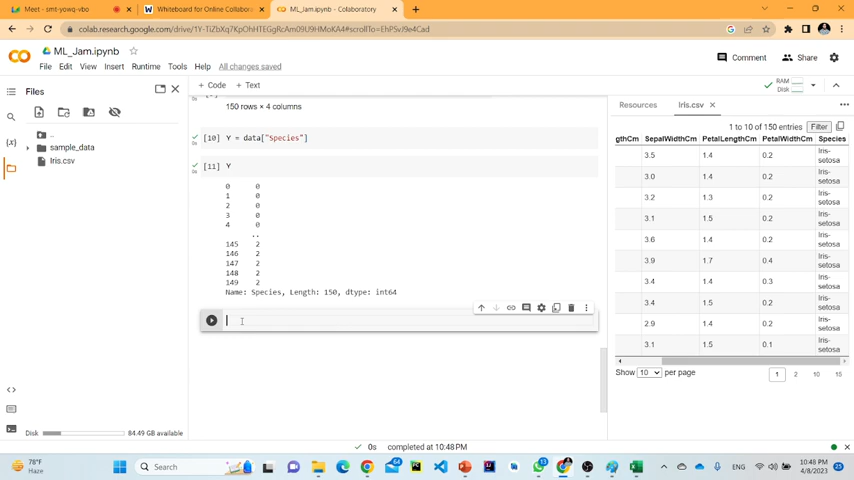 Meet - smt-yowq-vbo
Whiteboard for Online Collaborat
ML_Jam.ipynb - Colaboratory
colab.research.google.com/drive/1Y-TiZbXq7KpOhHTEGgRcAm09U9HMoKA4#scrollTo=EhPSvJ9e4Cad
ML_Jam.ipynb
File Edit View Insert Runtime Tools Help All changes saved
Comment Share
+ Code + Text
RAM
Disk
Files
..
sample_data
Iris.csv
Disk 84.49 GB available
150 rows × 4 columns
[10] Y = data["Species"]
0s
[11] Y
0s
0 0
1 0
2 0
3 0
4 0
..
145 2
146 2
147 2
148 2
149 2
Name: Species, Length: 150, dtype: int64
Resources Iris.csv
1 to 10 of 150 entries Filter
gthCm SepalWidthCm PetalLengthCm PetalWidthCm Species
3.5 1.4 0.2 Iris-setosa
3.0 1.4 0.2 Iris-setosa
3.2 1.3 0.2 Iris-setosa
3.1 1.5 0.2 Iris-setosa
3.6 1.4 0.2 Iris-setosa
3.9 1.7 0.4 Iris-setosa
3.4 1.4 0.3 Iris-setosa
3.4 1.5 0.2 Iris-setosa
2.9 1.4 0.2 Iris-setosa
3.1 1.5 0.1 Iris-setosa
Show 10 per page 1 2 10 15
0s completed at 10:48 PM
78°F
Haze
Search
ENG
10:48 PM
4/8/2023